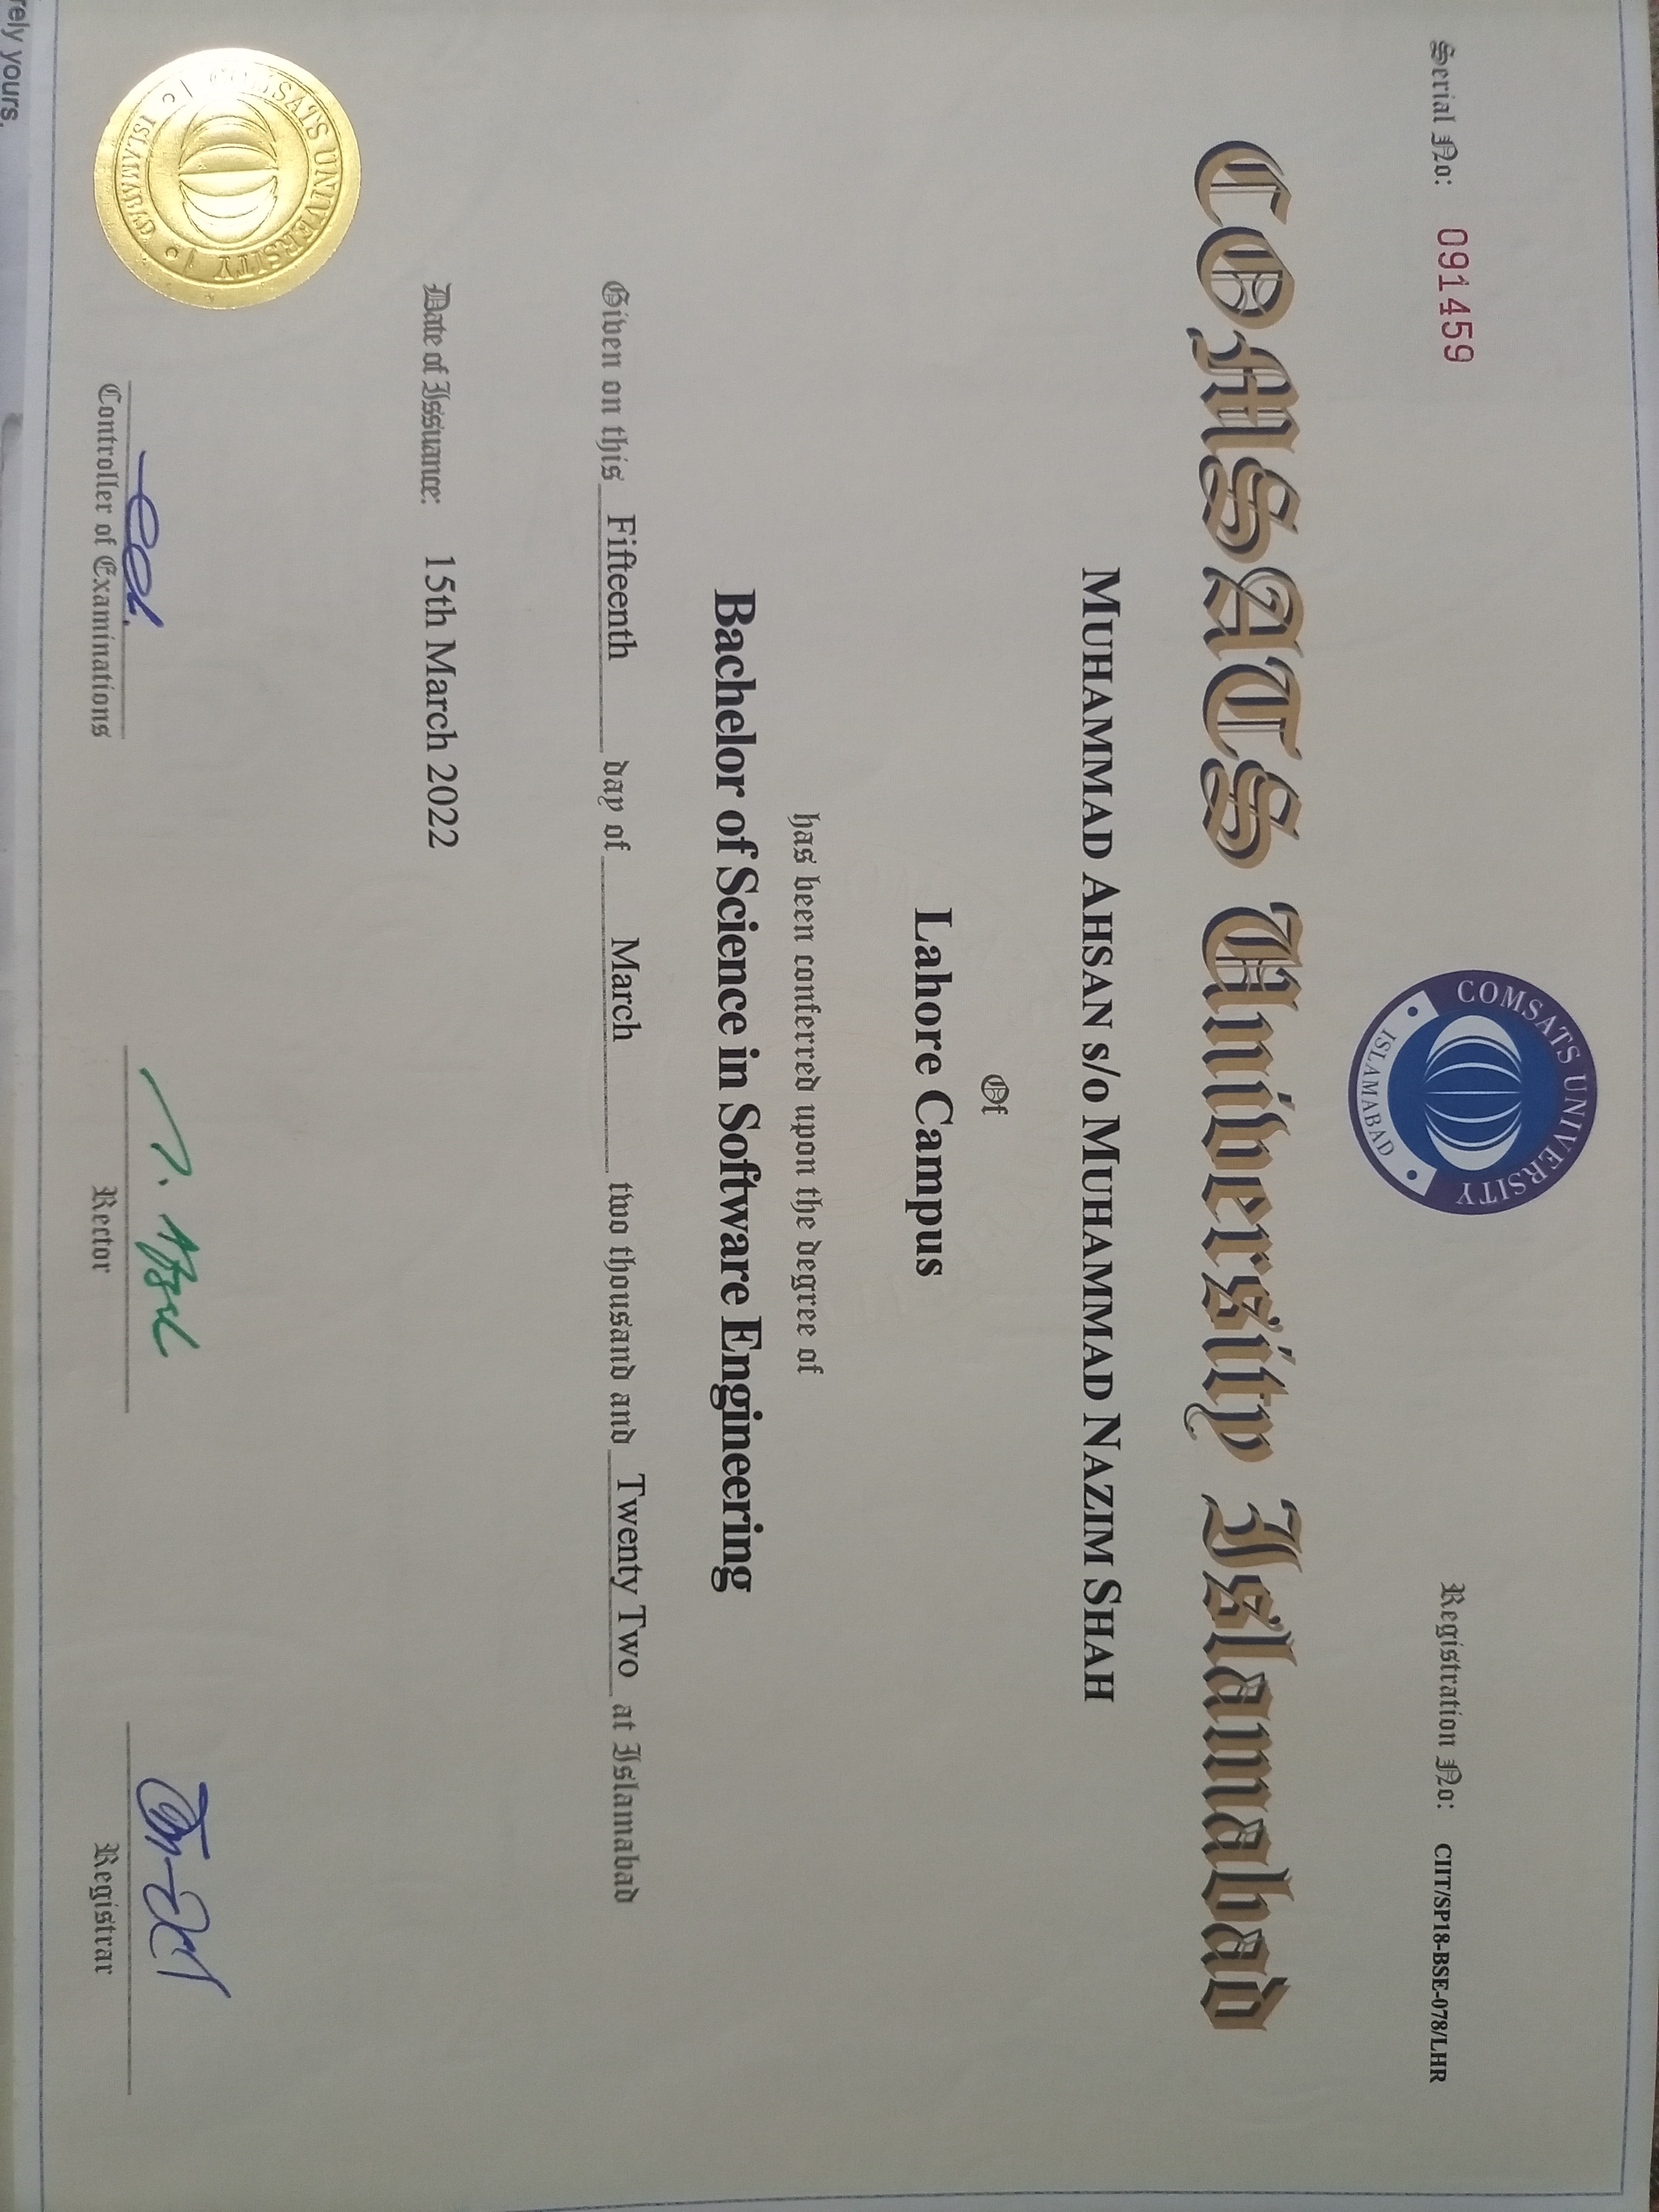 Serial No: 091459
Registration No: CIIT/SP18-BSE-078/LHR
COMSATS UNIVERSITY
ISLAMABAD
COMSATS University Islamabad
MUHAMMAD AHSAN S/O MUHAMMAD NAZIM SHAH
Of
Lahore Campus
has been conferred upon the degree of
Bachelor of Science in Software Engineering
Given on this Fifteenth day of March two thousand and Twenty Two at Islamabad
Date of Issuance: 15th March 2022
COMSATS UNIVERSITY
ISLAMABAD
Controller of Examinations
Rector
Registrar
rely yours,